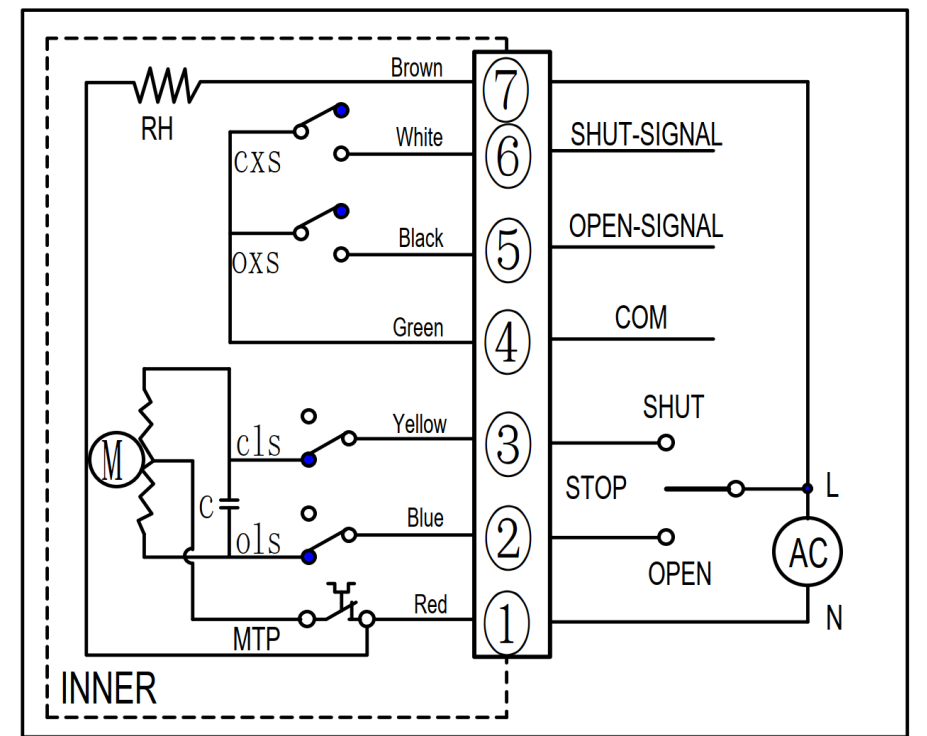 Brown
7
RH
White
6
SHUT-SIGNAL
cxs
Black
5
OPEN-SIGNAL
oxs
Green
4
COM
SHUT
Yellow
3
cls
M
STOP
L
C
Blue
2
ols
AC
OPEN
Red
1
N
MTP
INNER